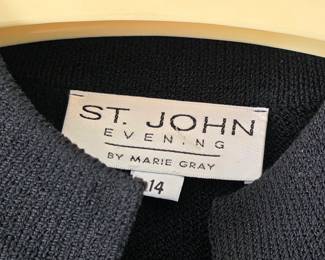 ST. JOHN
EVENING
BY MARIE GRAY
14